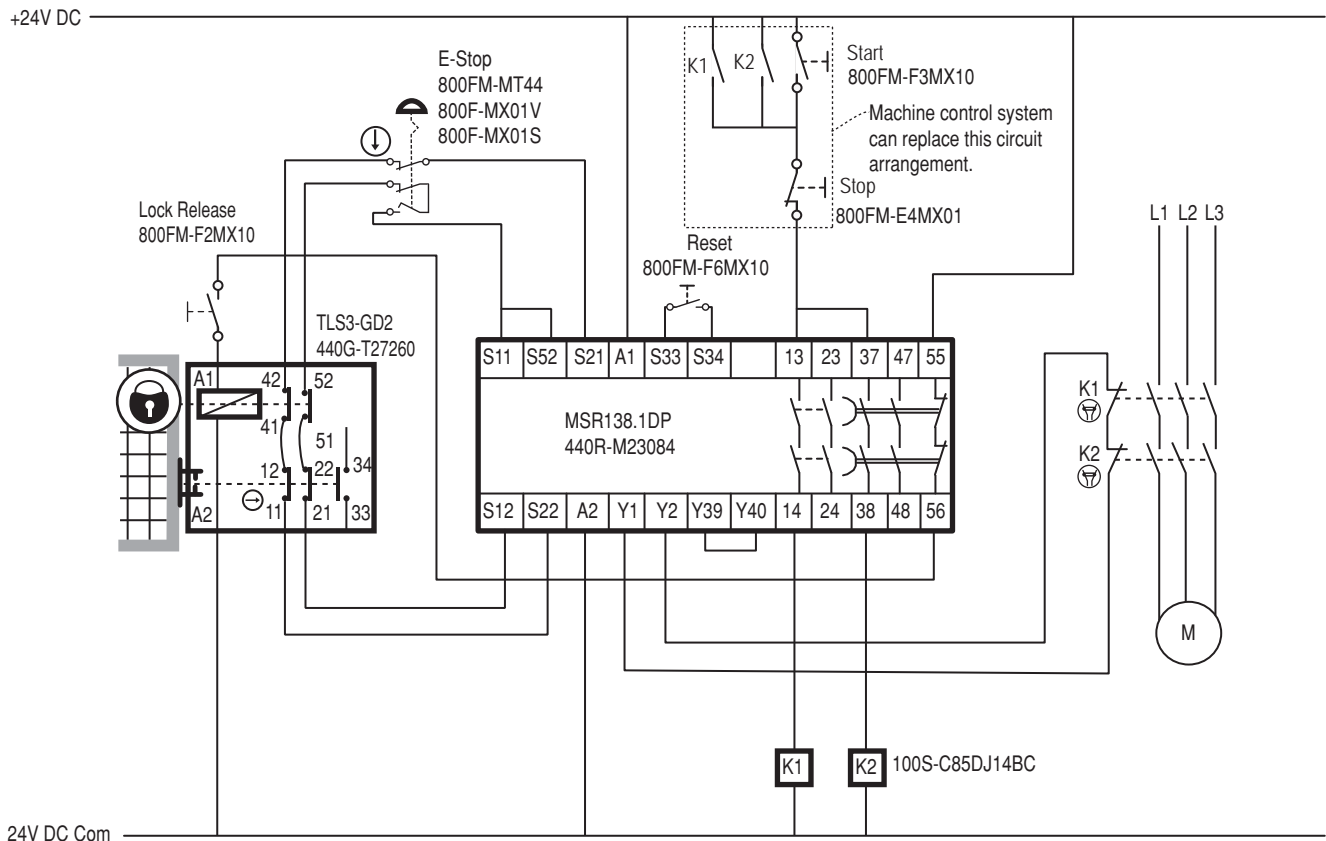 +24V DC
E-Stop
800FM-MT44
800F-MX01V
800F-MX01S
K1
K2
Start
800FM-F3MX10
Machine control system
can replace this circuit
arrangement.
Stop
800FM-E4MX01
Lock Release
800FM-F2MX10
Reset
800FM-F6MX10
L1 L2 L3
TLS3-GD2
440G-T27260
S11 S52 S21 A1 S33 S34 13 23 37 47 55
A1 42 52
41 51
12 22 34
A2 11 21 33
MSR138.1DP
440R-M23084
K1
K2
S12 S22 A2 Y1 Y2 Y39 Y40 14 24 38 48 56
M
K1
K2 100S-C85DJ14BC
24V DC Com